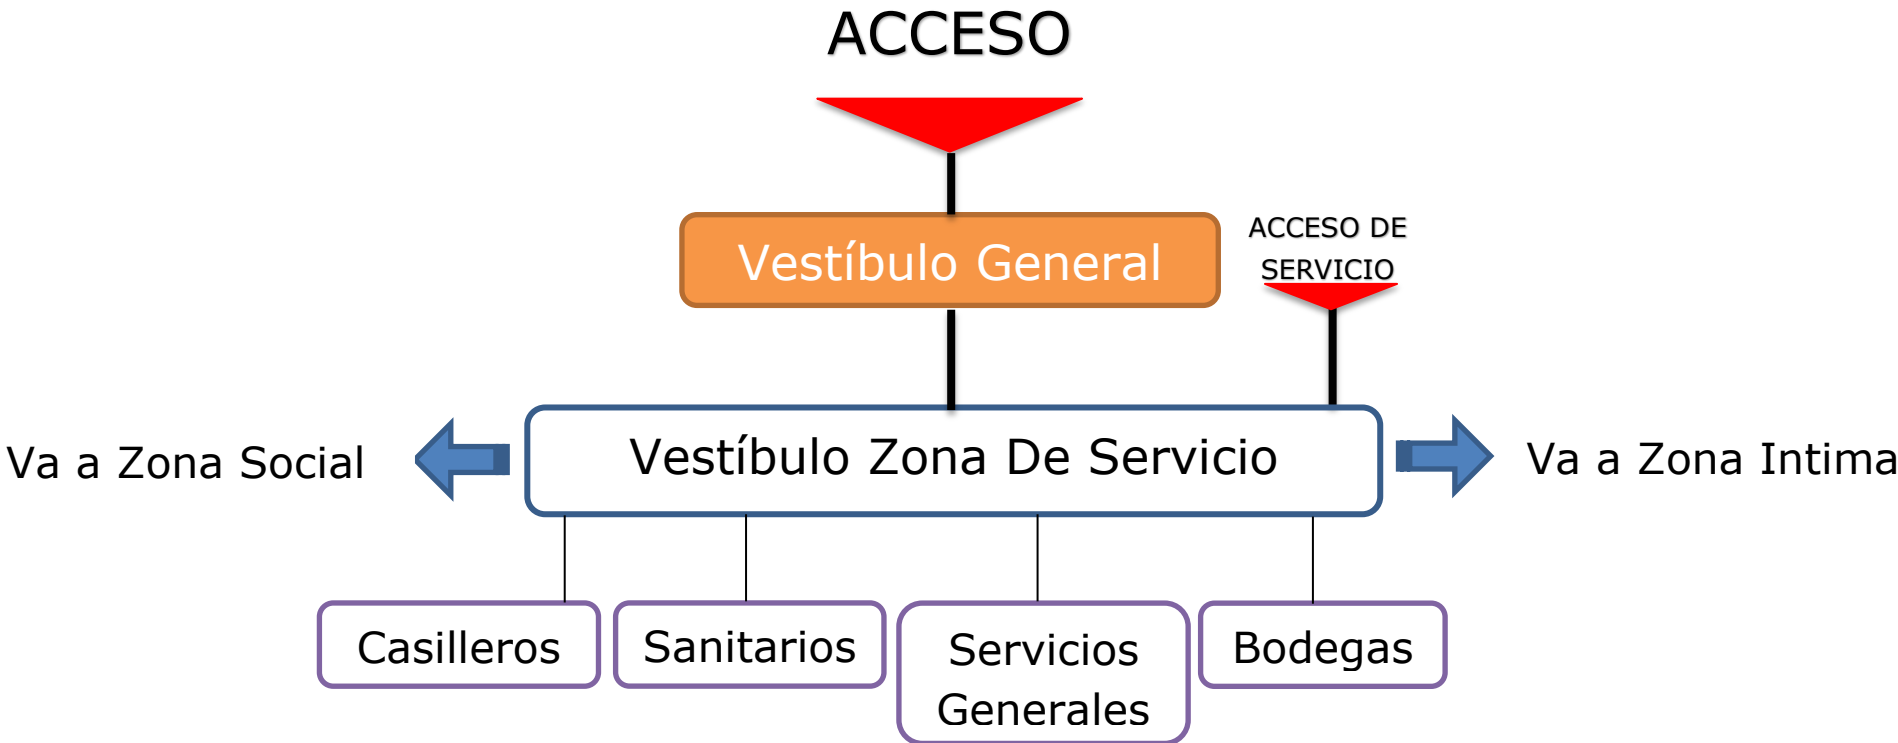 ACCESO
Vestíbulo General
ACCESO DE
SERVICIO
Va a Zona Social
Vestíbulo Zona De Servicio
Va a Zona Intima
Casilleros
Sanitarios
Servicios
Generales
Bodegas